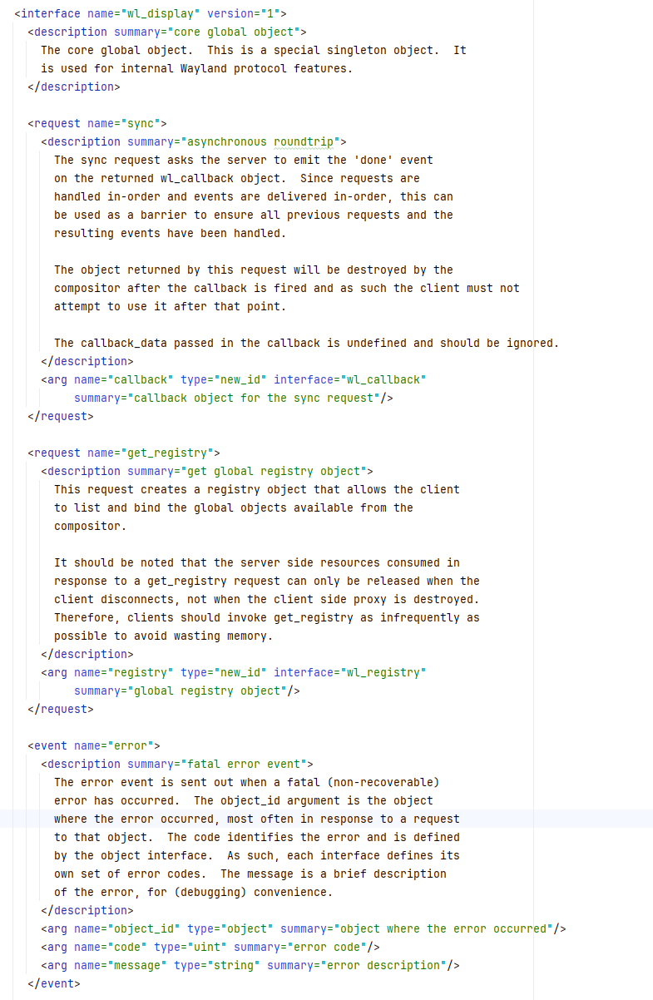 <interface name="wl_display" version="1">
  <description summary="core global object">
    The core global object.  This is a special singleton object.  It
    is used for internal Wayland protocol features.
  </description>

  <request name="sync">
    <description summary="asynchronous roundtrip">
      The sync request asks the server to emit the 'done' event
      on the returned wl_callback object.  Since requests are
      handled in-order and events are delivered in-order, this can
      be used as a barrier to ensure all previous requests and the
      resulting events have been handled.

      The object returned by this request will be destroyed by the
      compositor after the callback is fired and as such the client must not
      attempt to use it after that point.

      The callback_data passed in the callback is undefined and should be ignored.
    </description>
    <arg name="callback" type="new_id" interface="wl_callback"
         summary="callback object for the sync request"/>
  </request>

  <request name="get_registry">
    <description summary="get global registry object">
      This request creates a registry object that allows the client
      to list and bind the global objects available from the
      compositor.

      It should be noted that the server side resources consumed in
      response to a get_registry request can only be released when the
      client disconnects, not when the client side proxy is destroyed.
      Therefore, clients should invoke get_registry as infrequently as
      possible to avoid wasting memory.
    </description>
    <arg name="registry" type="new_id" interface="wl_registry"
         summary="global registry object"/>
  </request>

  <event name="error">
    <description summary="fatal error event">
      The error event is sent out when a fatal (non-recoverable)
      error has occurred.  The object_id argument is the object
      where the error occurred, most often in response to a request
      to that object.  The code identifies the error and is defined
      by the object interface.  As such, each interface defines its
      own set of error codes.  The message is a brief description
      of the error, for (debugging) convenience.
    </description>
    <arg name="object_id" type="object" summary="object where the error occurred"/>
    <arg name="code" type="uint" summary="error code"/>
    <arg name="message" type="string" summary="error description"/>
  </event>